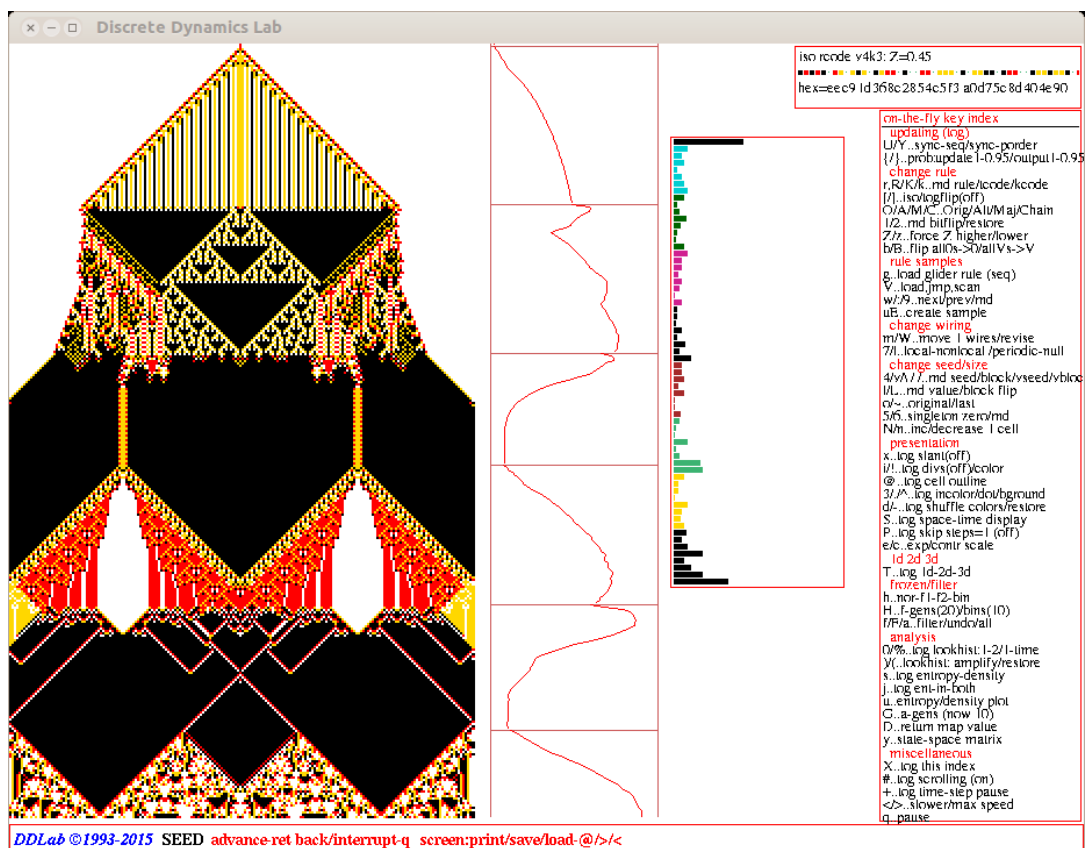 Discrete Dynamics Lab
iso rcode v4k3: Z=0.45
on-the-fly key index
updating (tog)
U/Y..sync-seq/sync-porder
{/}..prob:update1-0.95/output1-0.95
change rule
r,R/K/k..rnd rule/tcode/kcode
[/]..iso/togflip(off)
O/A/M/C..Orig/Alt/Maj/Chain
1/2..rnd bitflip/restore
Z/z..force Z higher/lower
b/B..flip all0s->0/allVs->V
rule samples
g..load glider rule (seq)
V..load,jmp,scan
w/:/9..next/prev/rnd
uE..create sample
change wiring
m/W..move 1 wires/revise
7/l..local-nonlocal /periodic-null
change seed/size
rnd seed/block/vseed/vbloc
l/L..rnd value/block flip
o/~..original/last
5/6..singleton zero/rnd
N/n..inc/decrease 1 cell
presentation
x..tog slant(off)
i/!..tog divs(off)/color
@..tog cell outline
3/./^..tog incolor/dot/bground
d/-..tog shuffle colors/restore
S..tog space-time display
P..tog skip steps=1 (off)
e/c..exp/contr scale
1d 2d 3d
T..tog 1d-2d-3d
frozen/filter
h..nor-f1-f2-bin
H..f-gens(20)/bins(10)
f/F/a..filter/undo/all
analysis
0/%..tog lookhist: 1-2/1-time
)/(..lookhist: amplify/restore
s..tog entropy-density
j..tog ent-in-both
u..entropy/density plot
G..a-gens (now 10)
D..return map value
y..state-space matrix
miscellaneous
X..tog this index
#..tog scrolling (on)
+..tog time-step pause
</>..slower/max speed
q..pause
DDLab ©1993-2015 SEED advance-ret back/interrupt-q screen:print/save/load-@/>/<